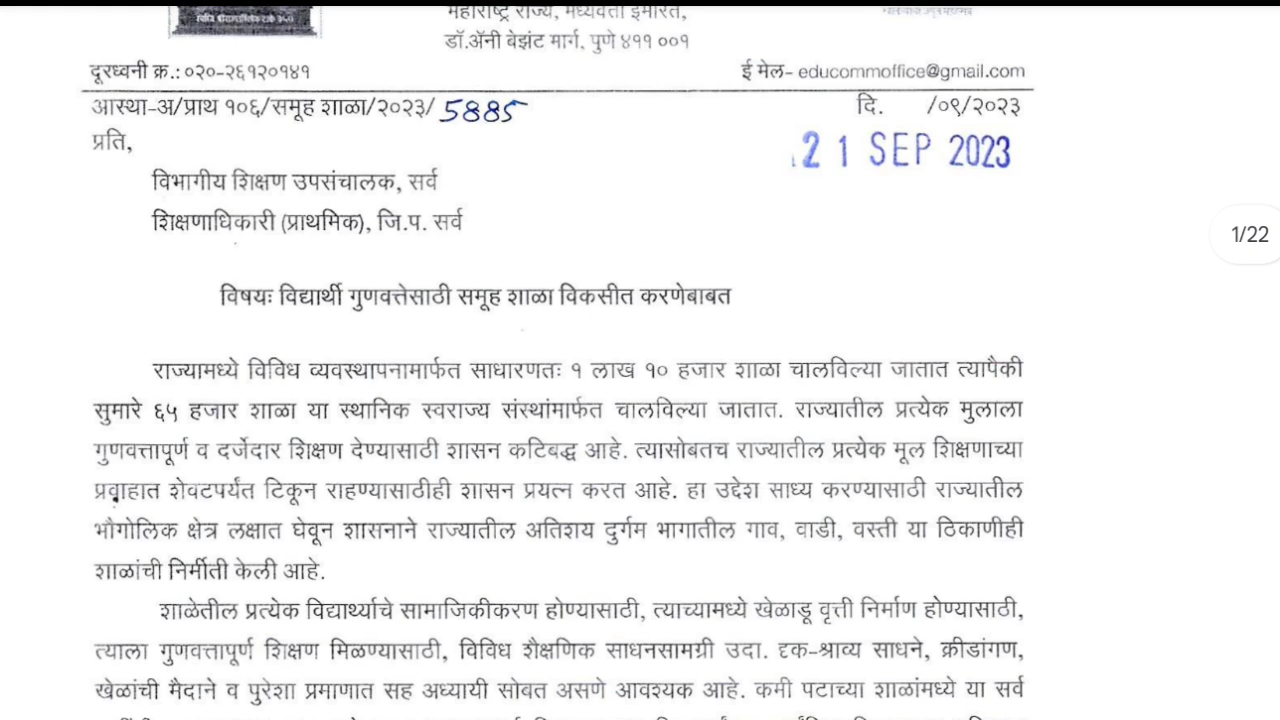 महाराष्ट्र राज्य, मध्यवर्ती इमारत,
डॉ.ॲनी बेझंट मार्ग, पुणे ४११ ००१
दूरध्वनी क्र.: ०२०-२६१२०१४१ ई मेल- educommoffice@gmail.com
आस्था-अ/प्राथ १०६/समूह शाळा/२०२३/ 5885 दि. /०९/२०२३
प्रति,
21 SEP 2023
विभागीय शिक्षण उपसंचालक, सर्व
शिक्षणाधिकारी (प्राथमिक), जि.प. सर्व
1/22
विषयः विद्यार्थी गुणवत्तेसाठी समूह शाळा विकसीत करणेबाबत
राज्यामध्ये विविध व्यवस्थापनामार्फत साधारणतः १ लाख १० हजार शाळा चालविल्या जातात त्यापैकी
सुमारे ६५ हजार शाळा या स्थानिक स्वराज्य संस्थांमार्फत चालविल्या जातात. राज्यातील प्रत्येक मुलाला
गुणवत्तापूर्ण व दर्जेदार शिक्षण देण्यासाठी शासन कटिबद्ध आहे. त्यासोबतच राज्यातील प्रत्येक मूल शिक्षणाच्या
प्रवाहात शेवटपर्यंत टिकून राहण्यासाठीही शासन प्रयत्न करत आहे. हा उद्देश साध्य करण्यासाठी राज्यातील
भौगोलिक क्षेत्र लक्षात घेवून शासनाने राज्यातील अतिशय दुर्गम भागातील गाव, वाडी, वस्ती या ठिकाणीही
शाळांची निर्मीती केली आहे.
शाळेतील प्रत्येक विद्यार्थ्याचे सामाजिकीकरण होण्यासाठी, त्याच्यामध्ये खेळाडू वृत्ती निर्माण होण्यासाठी,
त्याला गुणवत्तापूर्ण शिक्षण मिळण्यासाठी, विविध शैक्षणिक साधनसामग्री उदा. दृक-श्राव्य साधने, क्रीडांगण,
खेळांची मैदाने व पुरेशा प्रमाणात सह अध्यायी सोबत असणे आवश्यक आहे. कमी पटाच्या शाळांमध्ये या सर्व